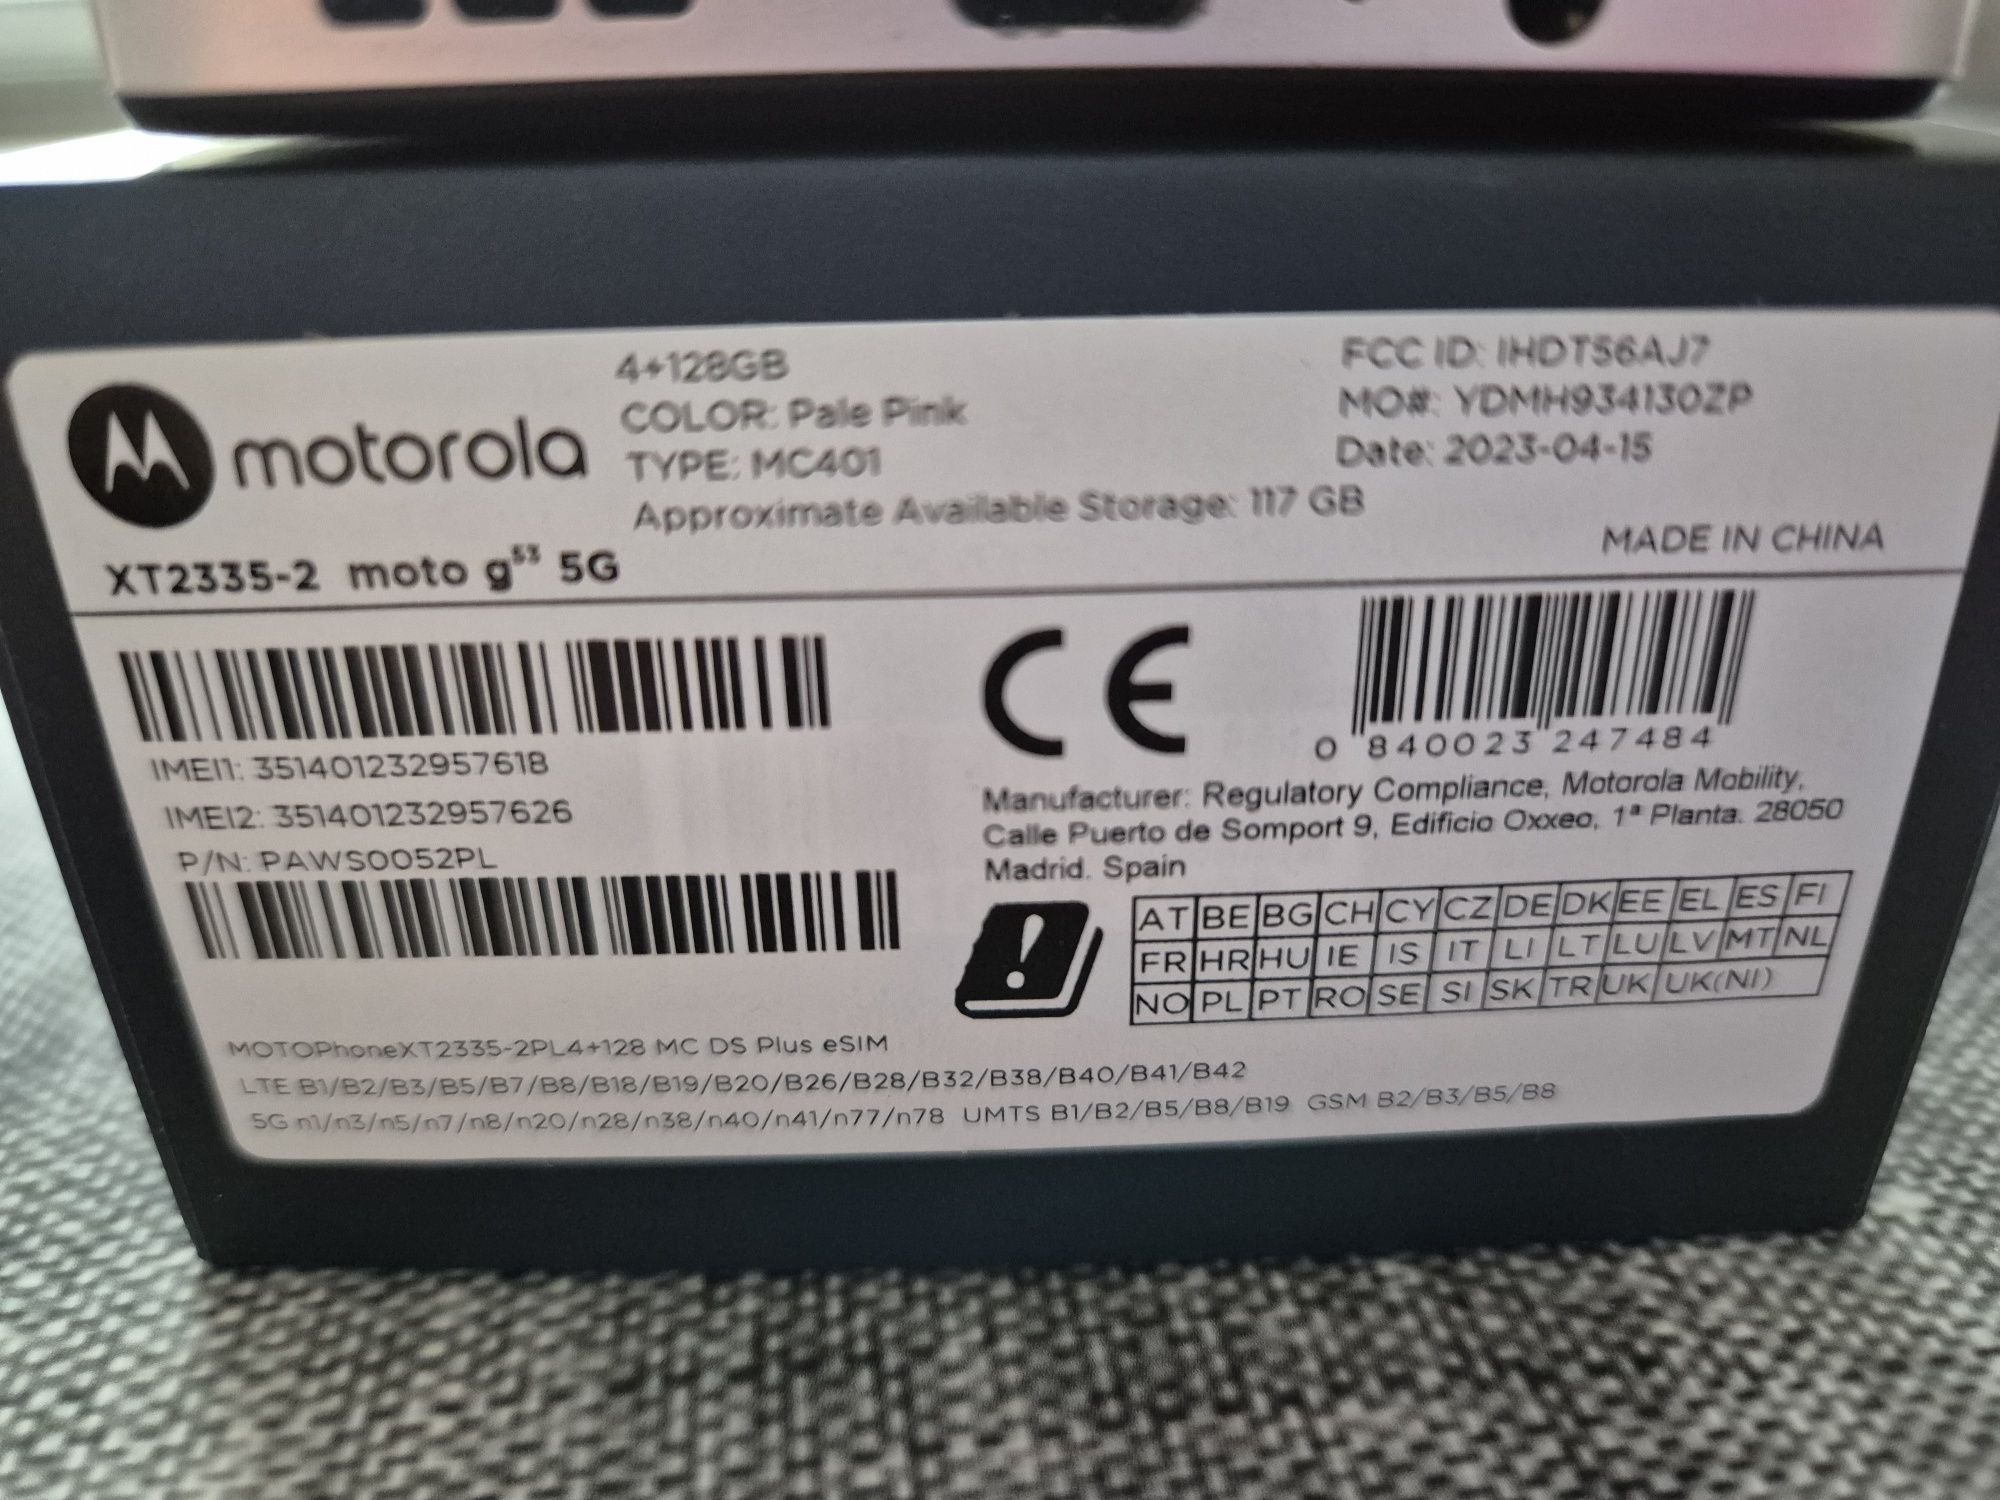 motorola
4+128GB
COLOR: Pale Pink
TYPE: MC401
Approximate Available Storage: 117 GB
FCC ID: IHDT56AJ7
MO#: YDMH934130ZP
Date: 2023-04-15
MADE IN CHINA
XT2335-2 moto g53 5G
IMEI1: 351401232957618
IMEI2: 351401232957626
P/N: PAWS0052PL
CE
0 840023 247484
Manufacturer: Regulatory Compliance, Motorola Mobility,
Calle Puerto de Somport 9, Edificio Oxxeo, 1ª Planta. 28050
Madrid. Spain
AT BE BG CH CY CZ DE DK EE EL ES FI
FR HR HU IE IS IT LI LT LU LV MT NL
NO PL PT RO SE SI SK TR UK UK(NI)
MOTOPhoneXT2335-2PL4+128 MC DS Plus eSIM
LTE B1/B2/B3/B5/B7/B8/B18/B19/B20/B26/B28/B32/B38/B40/B41/B42
5G n1/n3/n5/n7/n8/n20/n28/n38/n40/n41/n77/n78 UMTS B1/B2/B5/B8/B19 GSM B2/B3/B5/B8